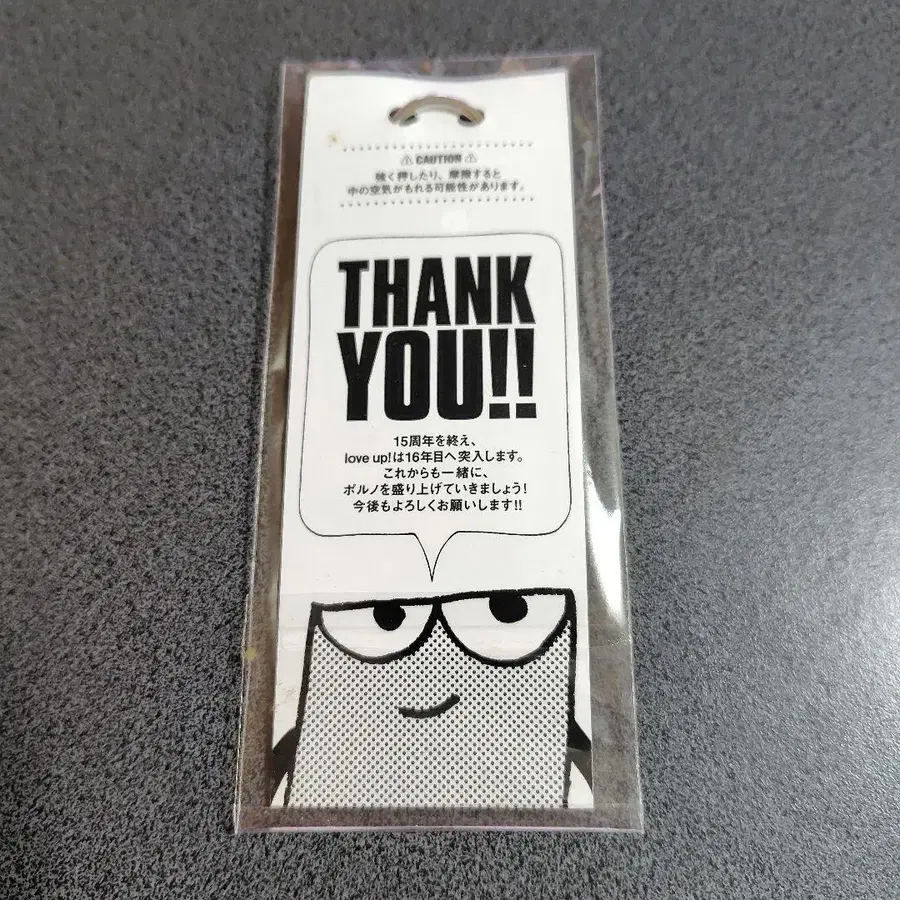 ⚠ CAUTION ⚠
強く押したり、摩擦すると
中の空気がもれる可能性があります。
THANK
YOU!!
15周年を終え、
love up!は16年目へ突入します。
これからも一緒に、
ポルノを盛り上げていきましょう!
今後もよろしくお願いします!!